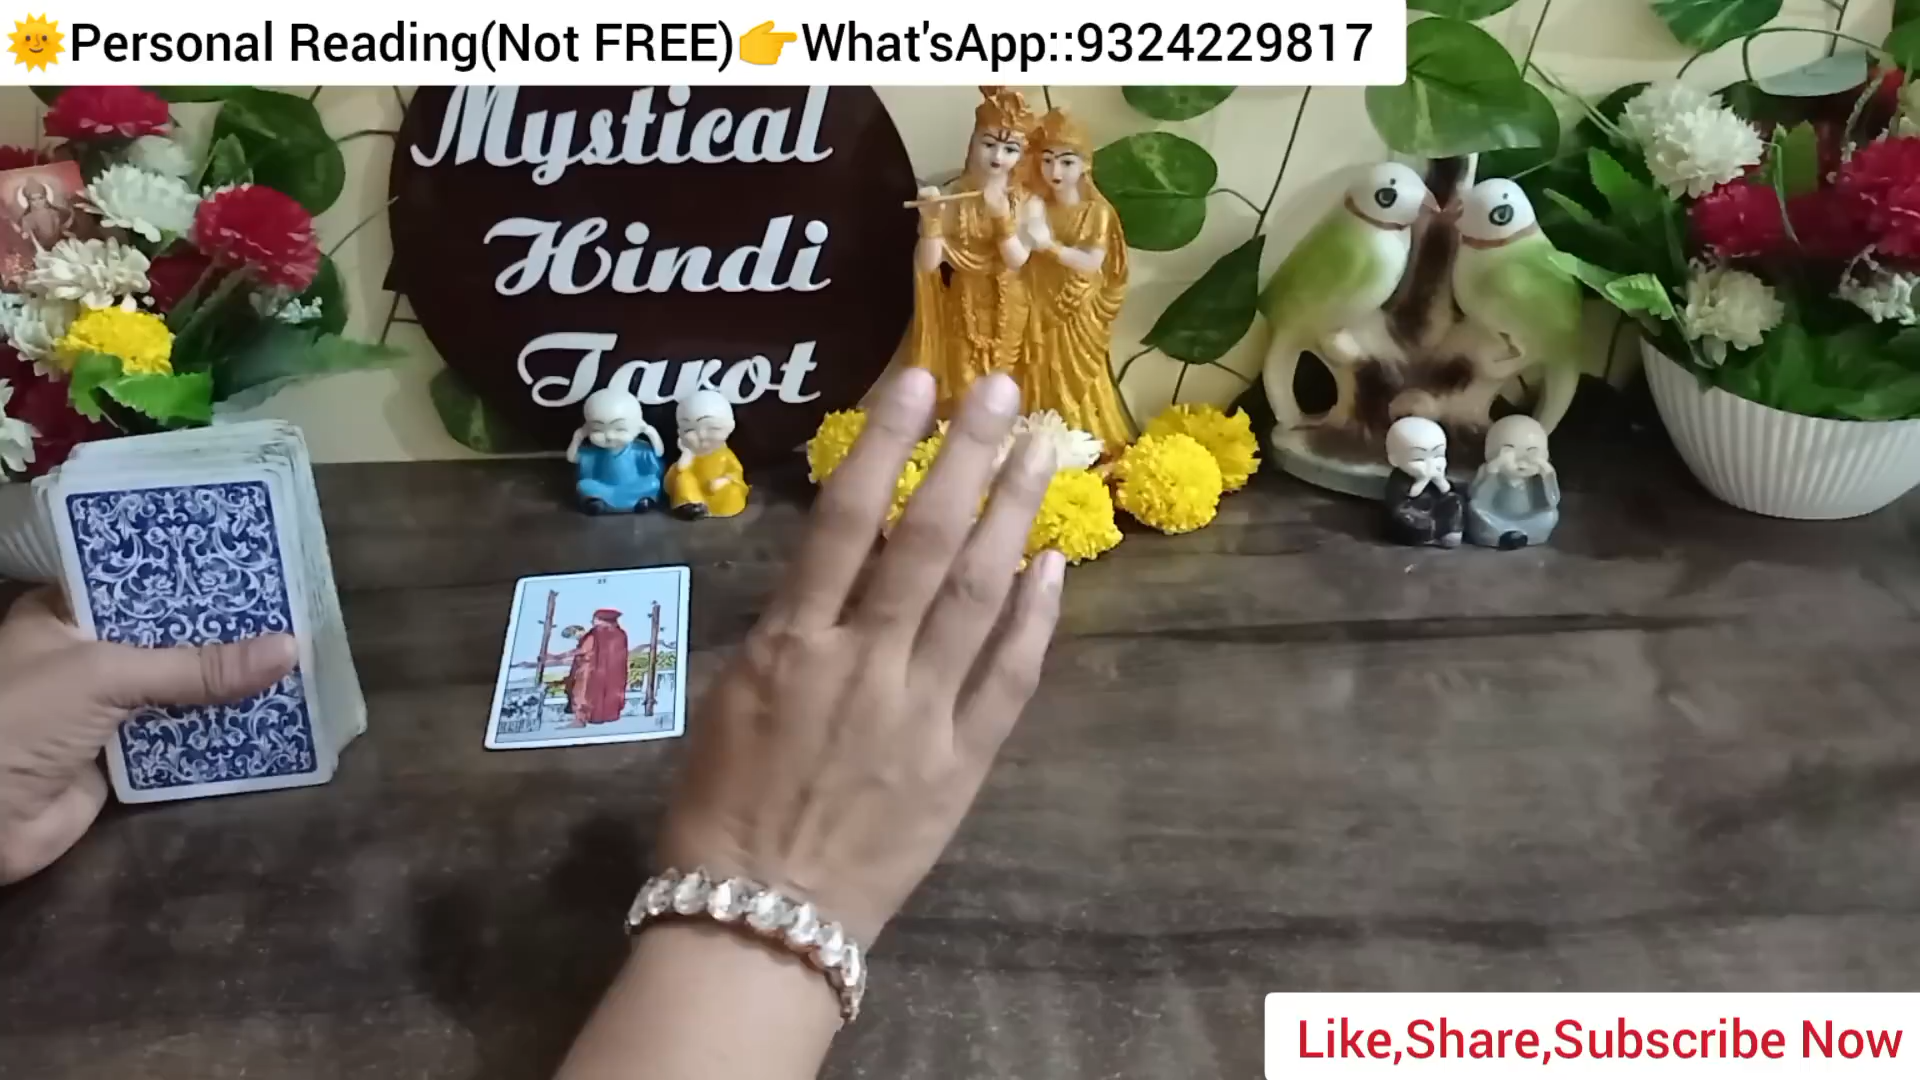 🌞Personal Reading(Not FREE)👉What'sApp::9324229817
Mystical
Hindi
Tarot
Like,Share,Subscribe Now